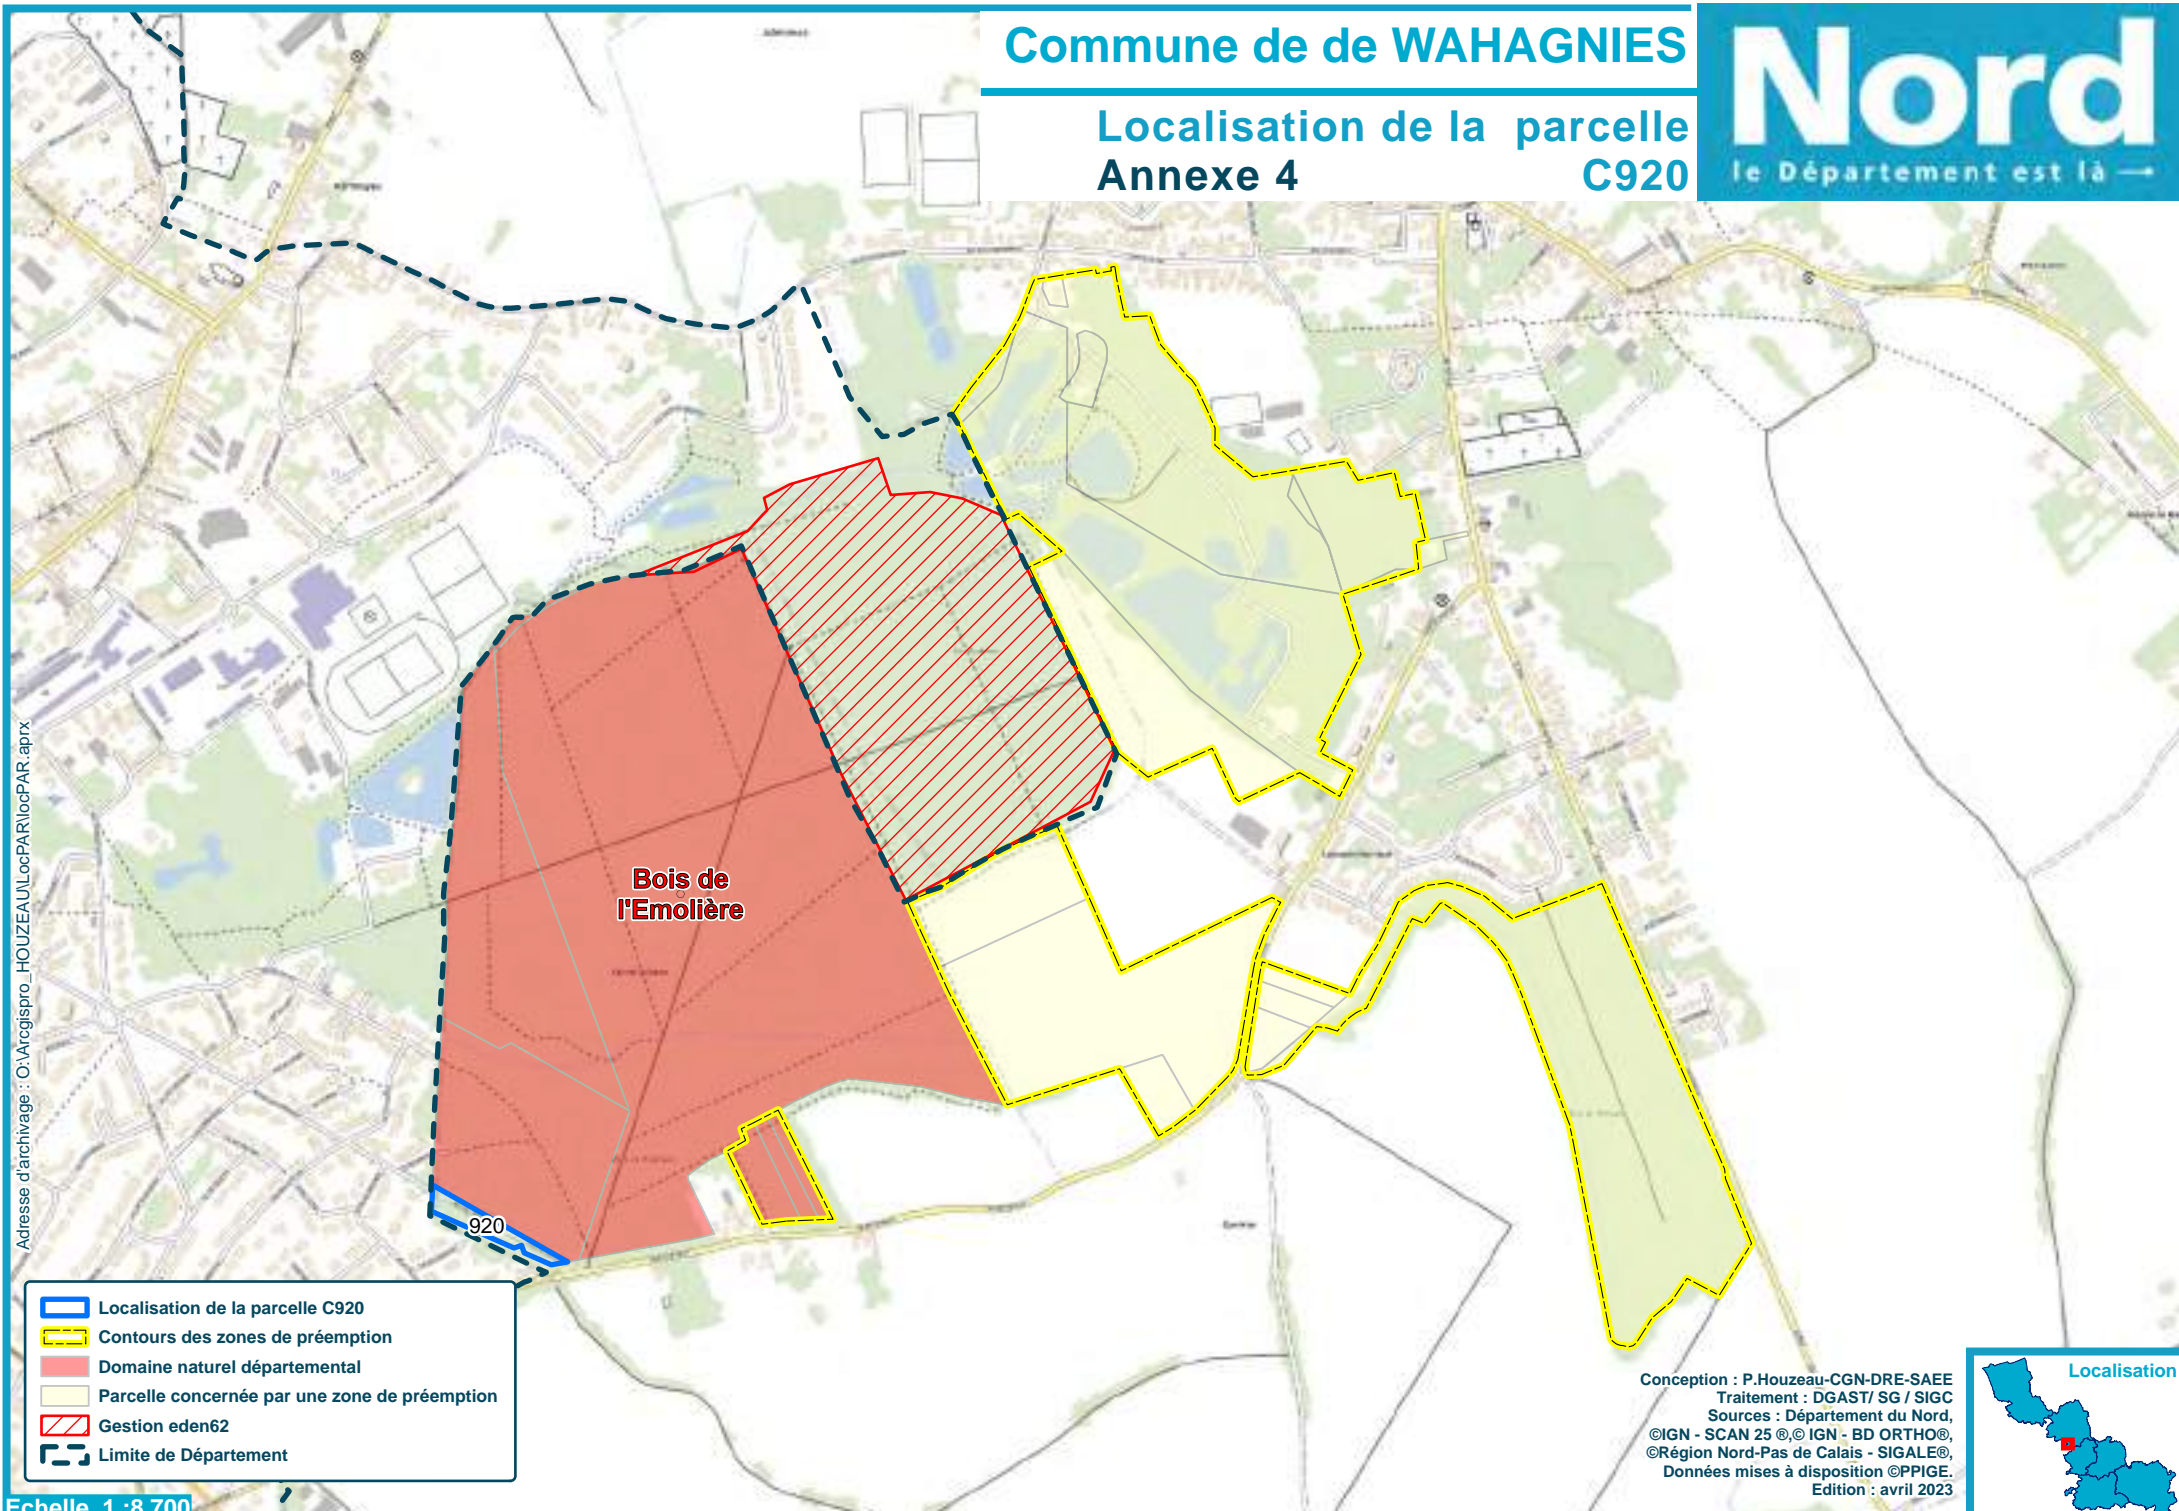 Commune de de WAHAGNIES
Localisation de la parcelle
Annexe 4 C920
Nord
le Département est là →
Bois de
l'Emolière
920
Adresse d'archivage : O:\Arcgispro_HOUZEAU\LocPAR\locPAR.aprx
Localisation de la parcelle C920
Contours des zones de préemption
Domaine naturel départemental
Parcelle concernée par une zone de préemption
Gestion eden62
Limite de Département
Echelle 1 :8 700
Conception : P.Houzeau-CGN-DRE-SAEE
Traitement : DGAST/ SG / SIGC
Sources : Département du Nord,
©IGN - SCAN 25 ®,© IGN - BD ORTHO®,
©Région Nord-Pas de Calais - SIGALE®,
Données mises à disposition ©PPIGE.
Edition : avril 2023
Localisation